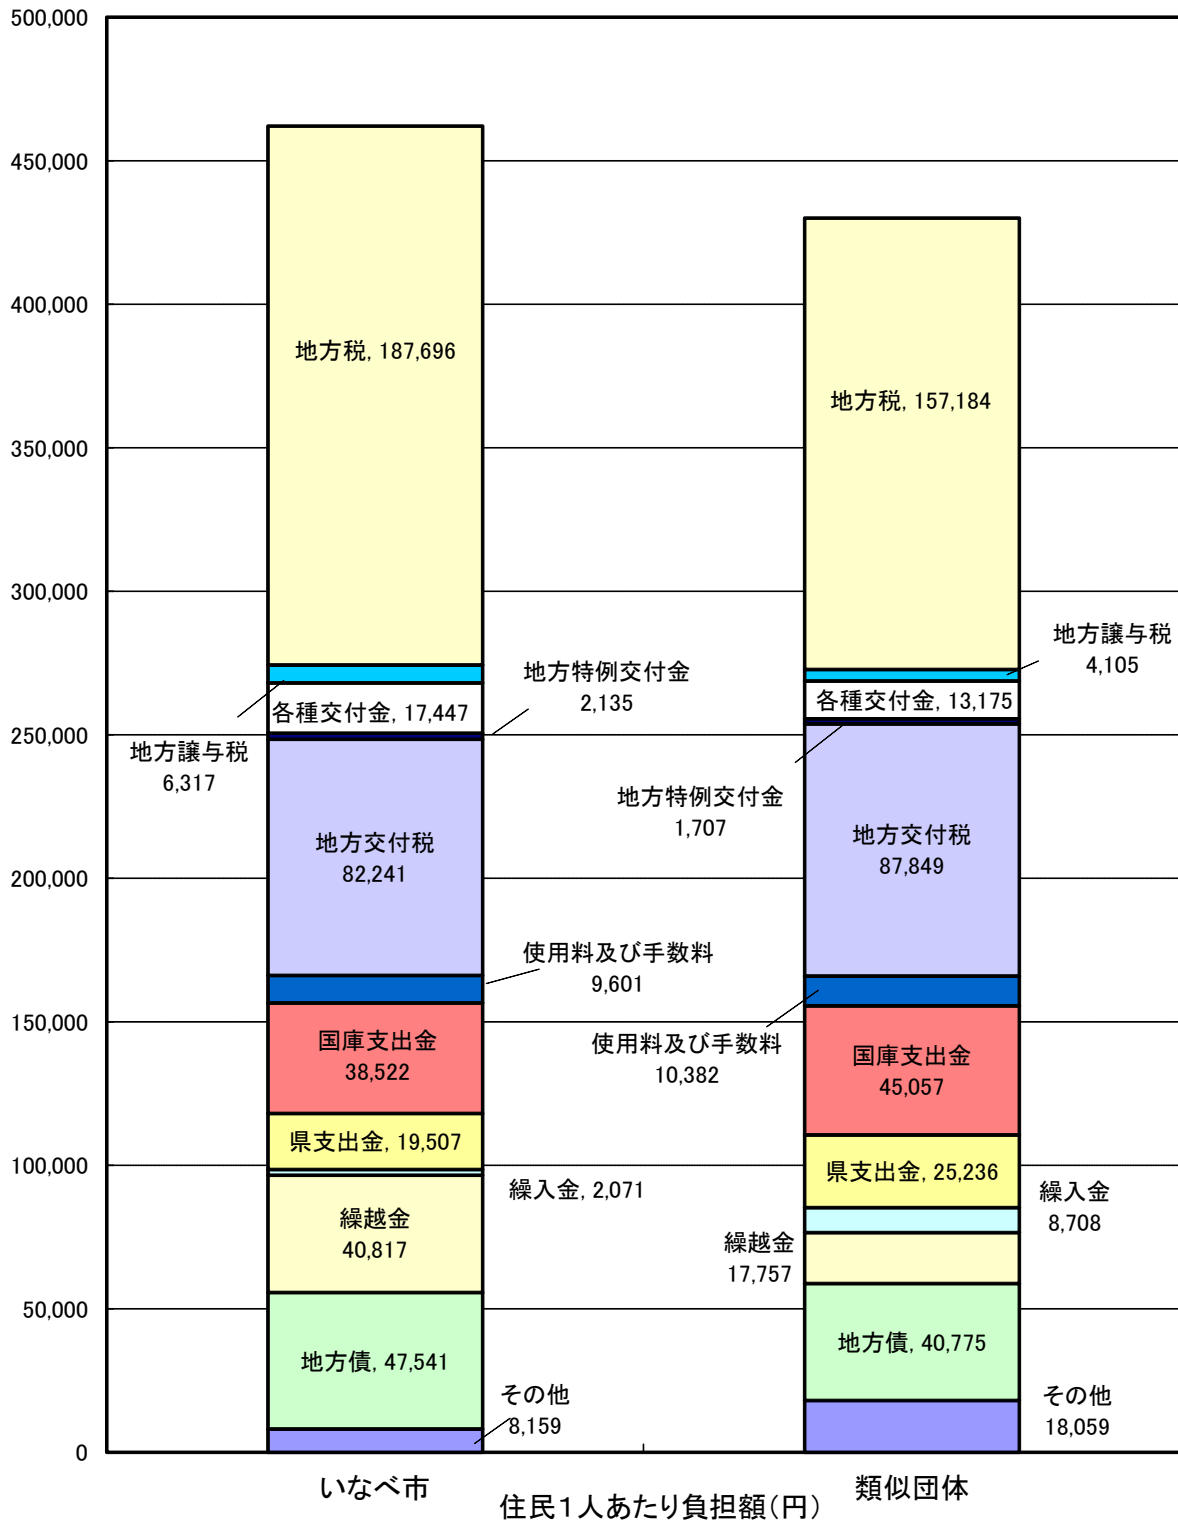 500,000
450,000
400,000
350,000
300,000
250,000
200,000
150,000
100,000
50,000
0
地方税, 187,696
地方譲与税
6,317
各種交付金, 17,447
地方特例交付金
2,135
地方交付税
82,241
使用料及び手数料
9,601
国庫支出金
38,522
県支出金, 19,507
繰入金, 2,071
繰越金
40,817
地方債, 47,541
その他
8,159
地方税, 157,184
地方譲与税
4,105
各種交付金, 13,175
地方特例交付金
1,707
地方交付税
87,849
使用料及び手数料
10,382
国庫支出金
45,057
県支出金, 25,236
繰入金
8,708
繰越金
17,757
地方債, 40,775
その他
18,059
いなべ市
類似団体
住民1人あたり負担額(円)